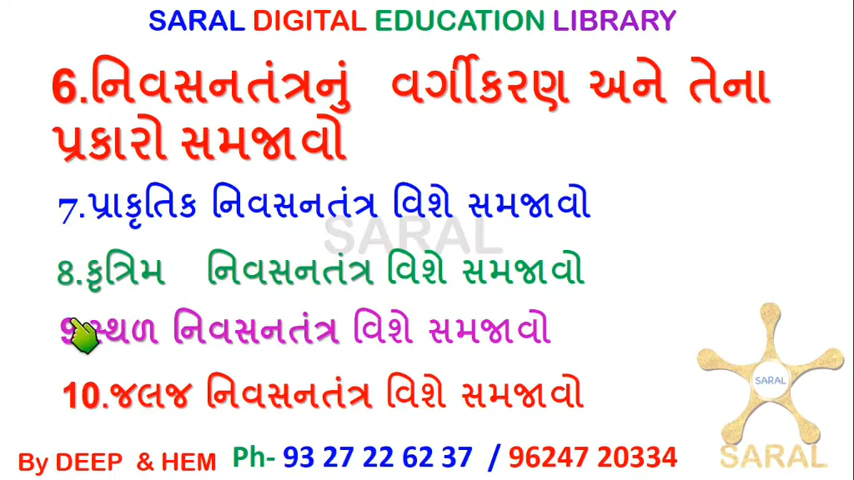 SARAL DIGITAL EDUCATION LIBRARY
6.નિવસનતંત્રનું વર્ગીકરણ અને તેના
પ્રકારો સમજાવો
7.પ્રાકૃતિક નિવસનતંત્ર વિશે સમજાવો
SARAL
8.કૃત્રિમ નિવસનતંત્ર વિશે સમજાવો
9.સ્થળ નિવસનતંત્ર વિશે સમજાવો
10.જલજ નિવસનતંત્ર વિશે સમજાવો
SARAL
SARAL
By DEEP & HEM Ph- 93 27 22 62 37 / 96247 20334